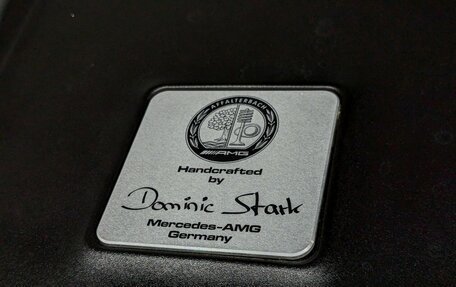 AFFALTERBACH
AMG
Handcrafted
by
Dominic Stark
Mercedes-AMG
Germany